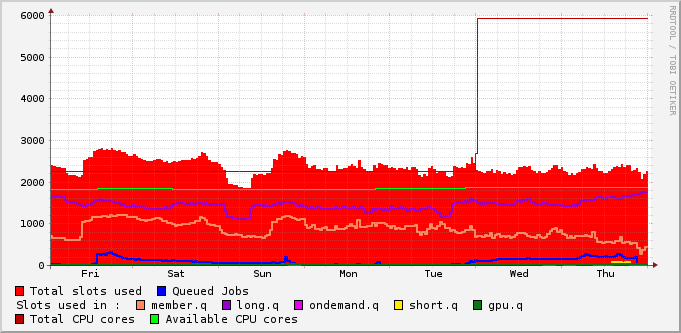 6000
5000
4000
3000
2000
1000
0
Fri Sat Sun Mon Tue Wed Thu
Total slots used Queued Jobs
Slots used in : member.q long.q ondemand.q short.q gpu.q
Total CPU cores Available CPU cores
RRDTOOL / TOBI OETIKER